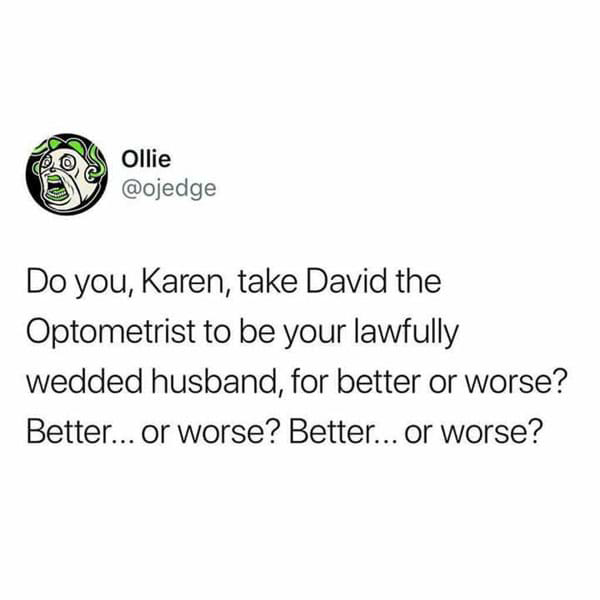 Ollie
@ojedge
Do you, Karen, take David the
Optometrist to be your lawfully
wedded husband, for better or worse?
Better... or worse? Better... or worse?